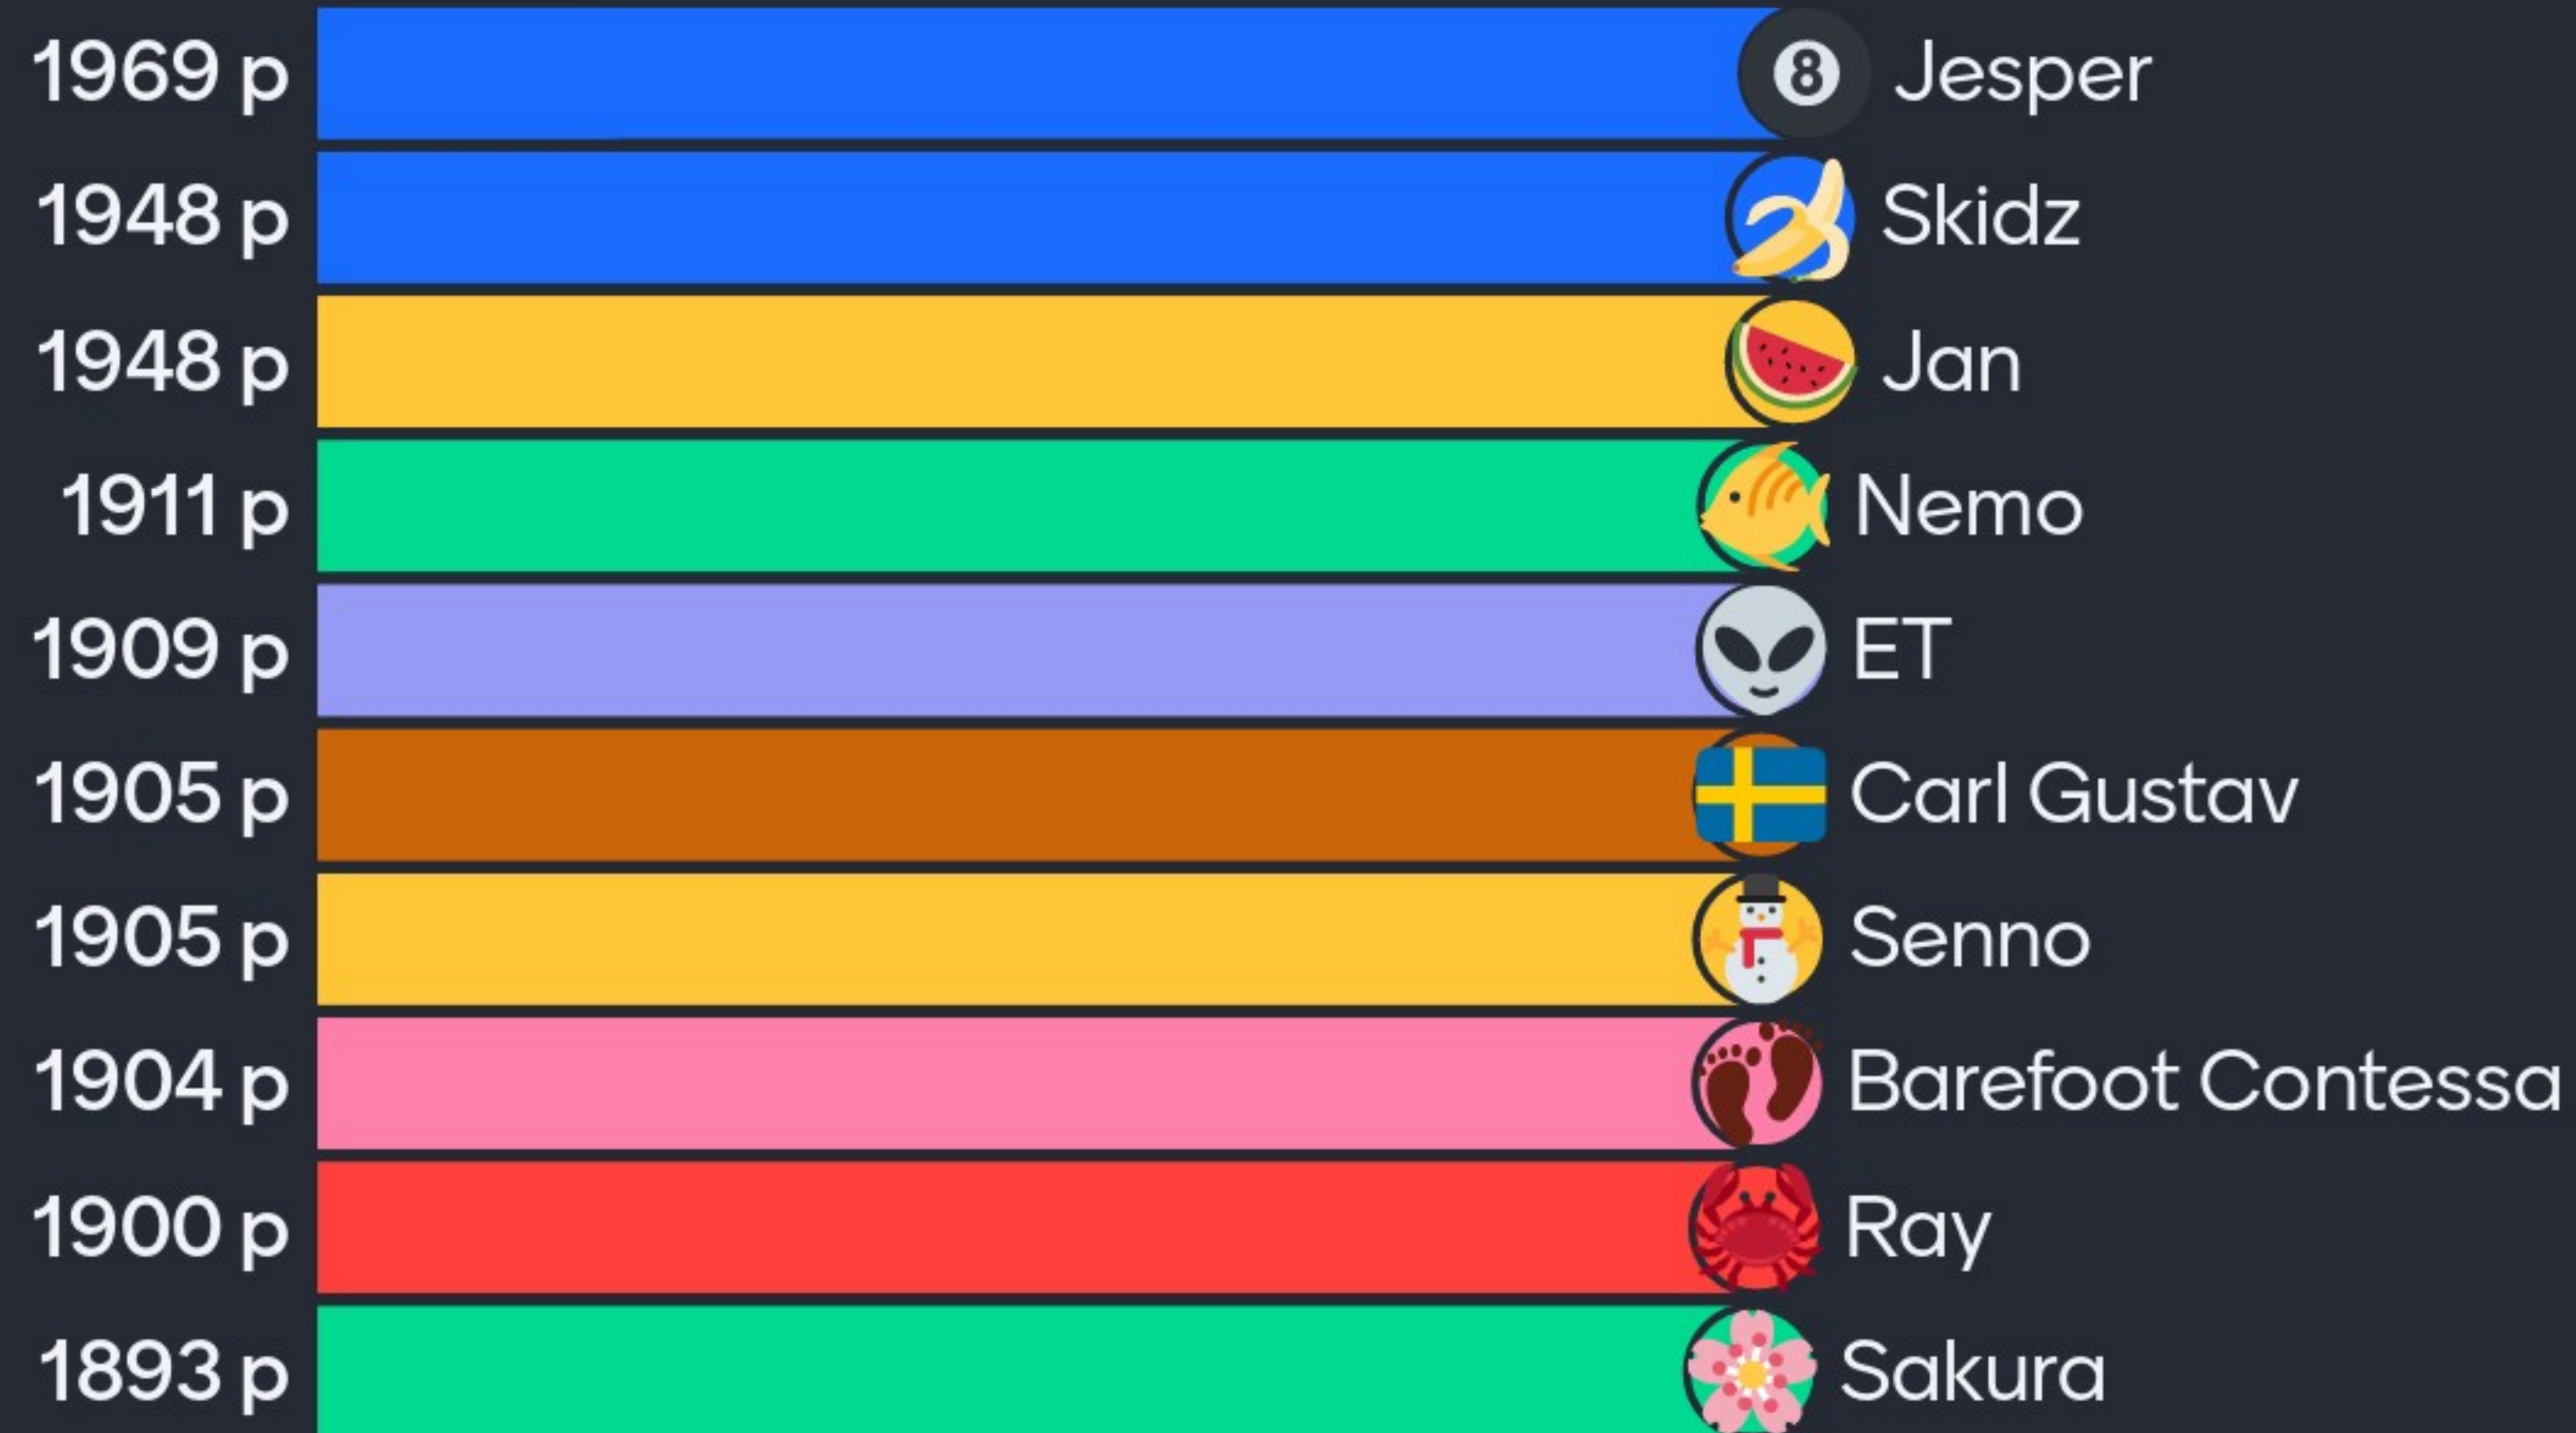 1969 p 8 Jesper
1948 p Skidz
1948 p Jan
1911 p Nemo
1909 p ET
1905 p Carl Gustav
1905 p Senno
1904 p Barefoot Contessa
1900 p Ray
1893 p Sakura